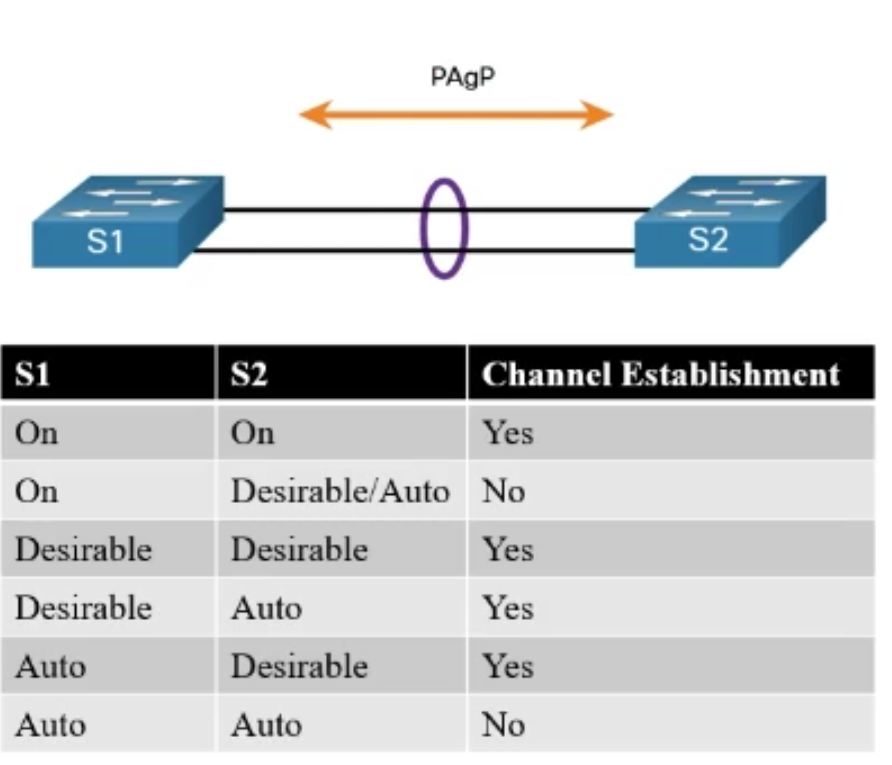 PAgP
S1 S2
S1 S2 Channel Establishment
On On Yes
On Desirable/Auto No
Desirable Desirable Yes
Desirable Auto Yes
Auto Desirable Yes
Auto Auto No